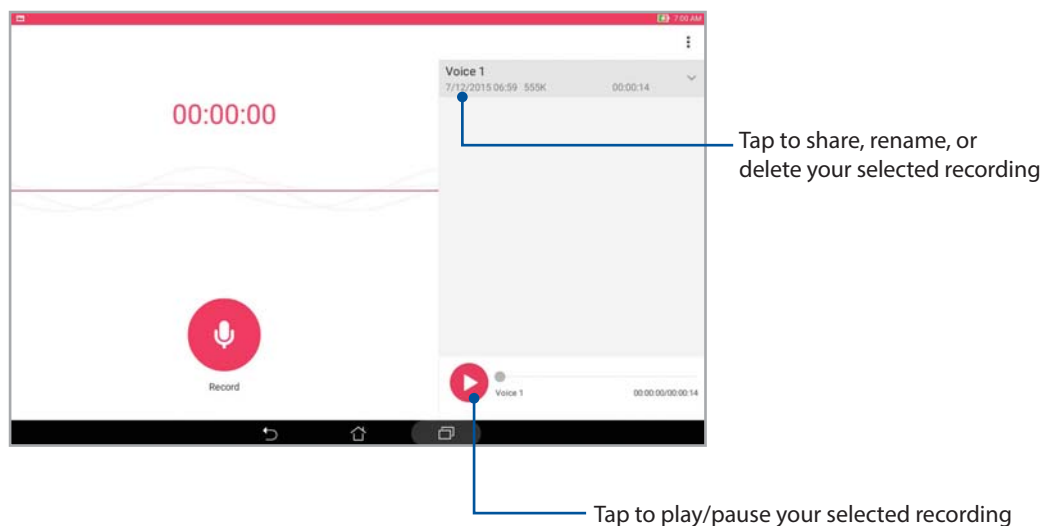 7:00 AM
Voice 1
7/12/2015 06:59 555K 00:00:14
00:00:00
Tap to share, rename, or
delete your selected recording
Record
Voice 1 00:00:00/00:00:14
Tap to play/pause your selected recording